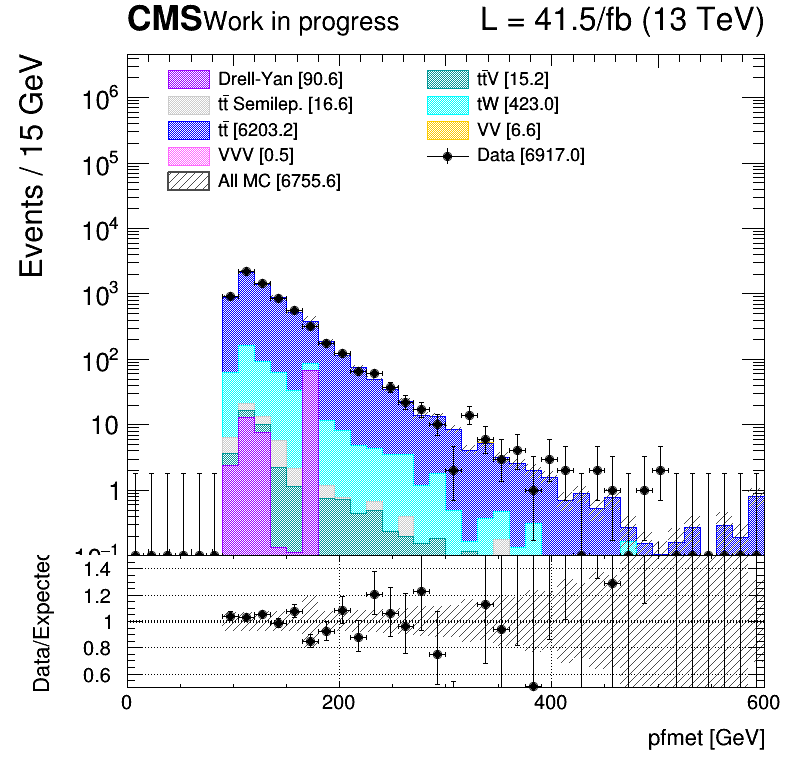 CMS Work in progress L = 41.5/fb (13 TeV)
Events / 15 GeV
Drell-Yan [90.6]
tt̄V [15.2]
tt̄ Semilep. [16.6]
tW [423.0]
tt̄ [6203.2]
VV [6.6]
VVV [0.5]
Data [6917.0]
All MC [6755.6]
10⁶
10⁵
10⁴
10³
10²
10
1
10⁻¹
Data/Expected
1.4
1.2
1
0.8
0.6
0 200 400 600
pfmet [GeV]